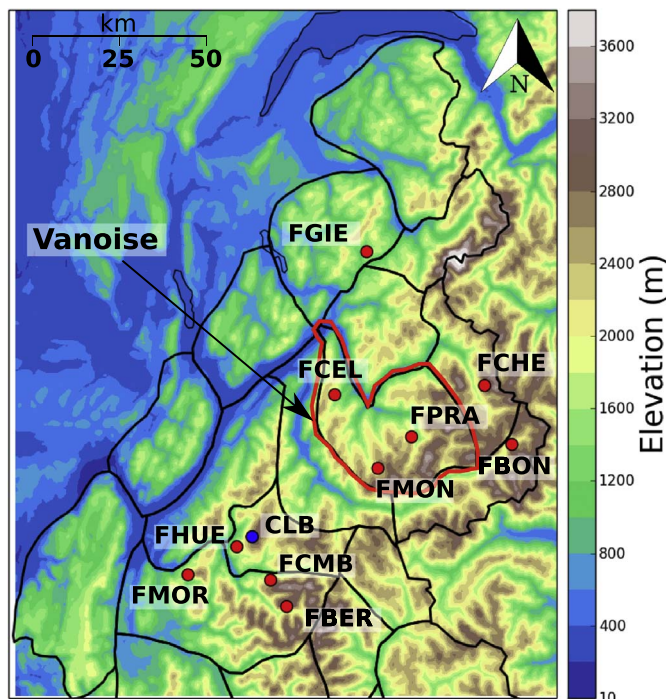 km
0 25 50
N
3600
3200
2800
2400
2000
1600
1200
800
400
10
Elevation (m)
Vanoise
FGIE
FCEL
FCHE
FPRA
FBON
FMON
CLB
FHUE
FCMB
FMOR
FBER